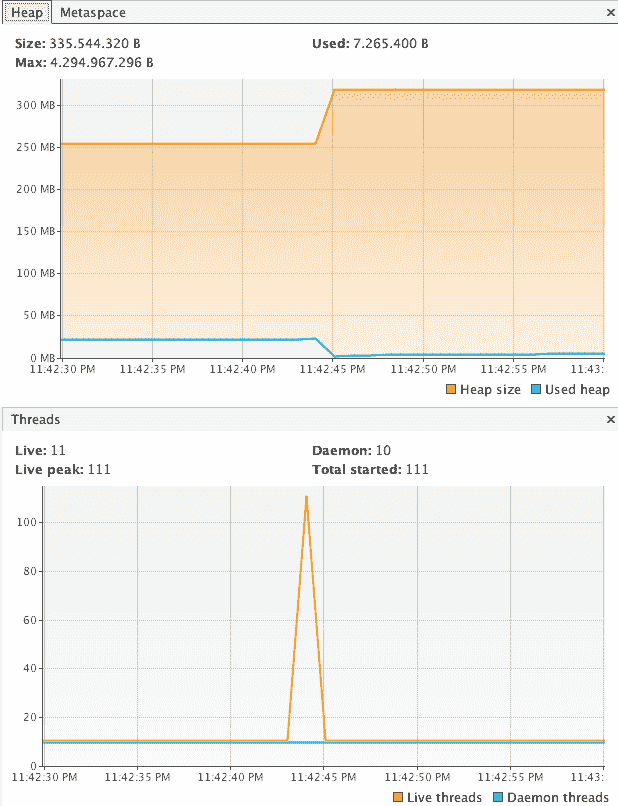 Heap Metaspace ×
Size: 335.544.320 B Used: 7.265.400 B
Max: 4.294.967.296 B
300 MB
250 MB
200 MB
150 MB
100 MB
50 MB
0 MB
11:42:30 PM 11:42:35 PM 11:42:40 PM 11:42:45 PM 11:42:50 PM 11:42:55 PM 11:43:
Heap size Used heap
Threads ×
Live: 11 Daemon: 10
Live peak: 111 Total started: 111
100
80
60
40
20
0
11:42:30 PM 11:42:35 PM 11:42:40 PM 11:42:45 PM 11:42:50 PM 11:42:55 PM 11:43:
Live threads Daemon threads